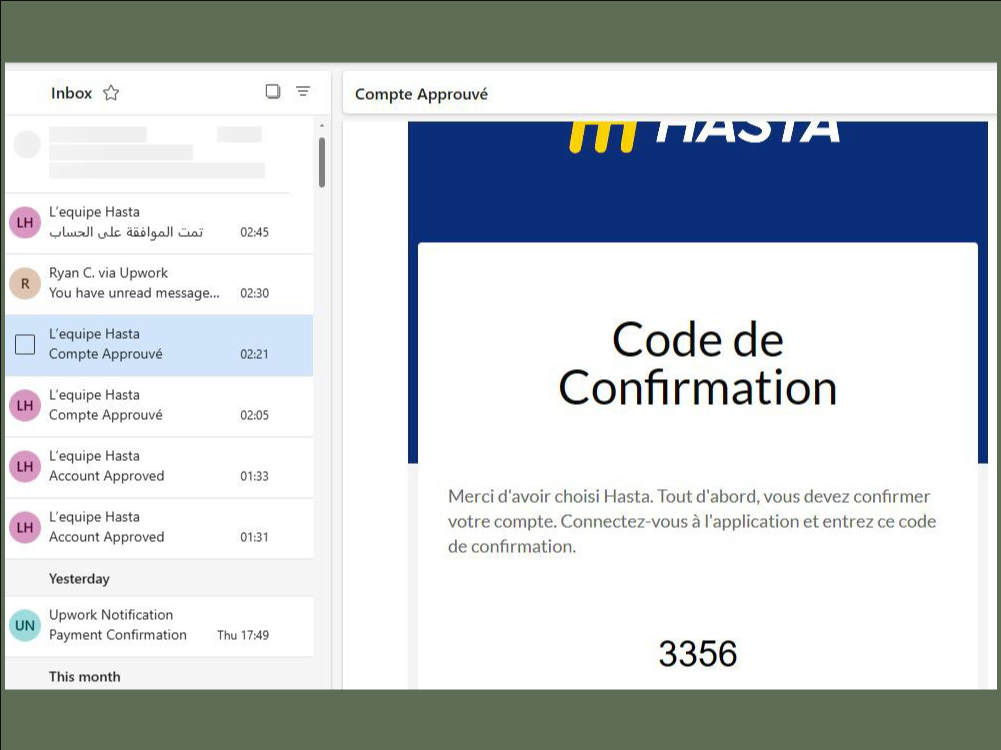 Inbox
LH
L'equipe Hasta
تمت الموافقة على الحساب
02:45
R
Ryan C. via Upwork
You have unread message...
02:30
L'equipe Hasta
Compte Approuvé
02:21
LH
L'equipe Hasta
Compte Approuvé
02:05
LH
L'equipe Hasta
Account Approved
01:33
LH
L'equipe Hasta
Account Approved
01:31
Yesterday
UN
Upwork Notification
Payment Confirmation
Thu 17:49
This month
Compte Approuvé
HASTA
Code de
Confirmation
Merci d'avoir choisi Hasta. Tout d'abord, vous devez confirmer
votre compte. Connectez-vous à l'application et entrez ce code
de confirmation.
3356